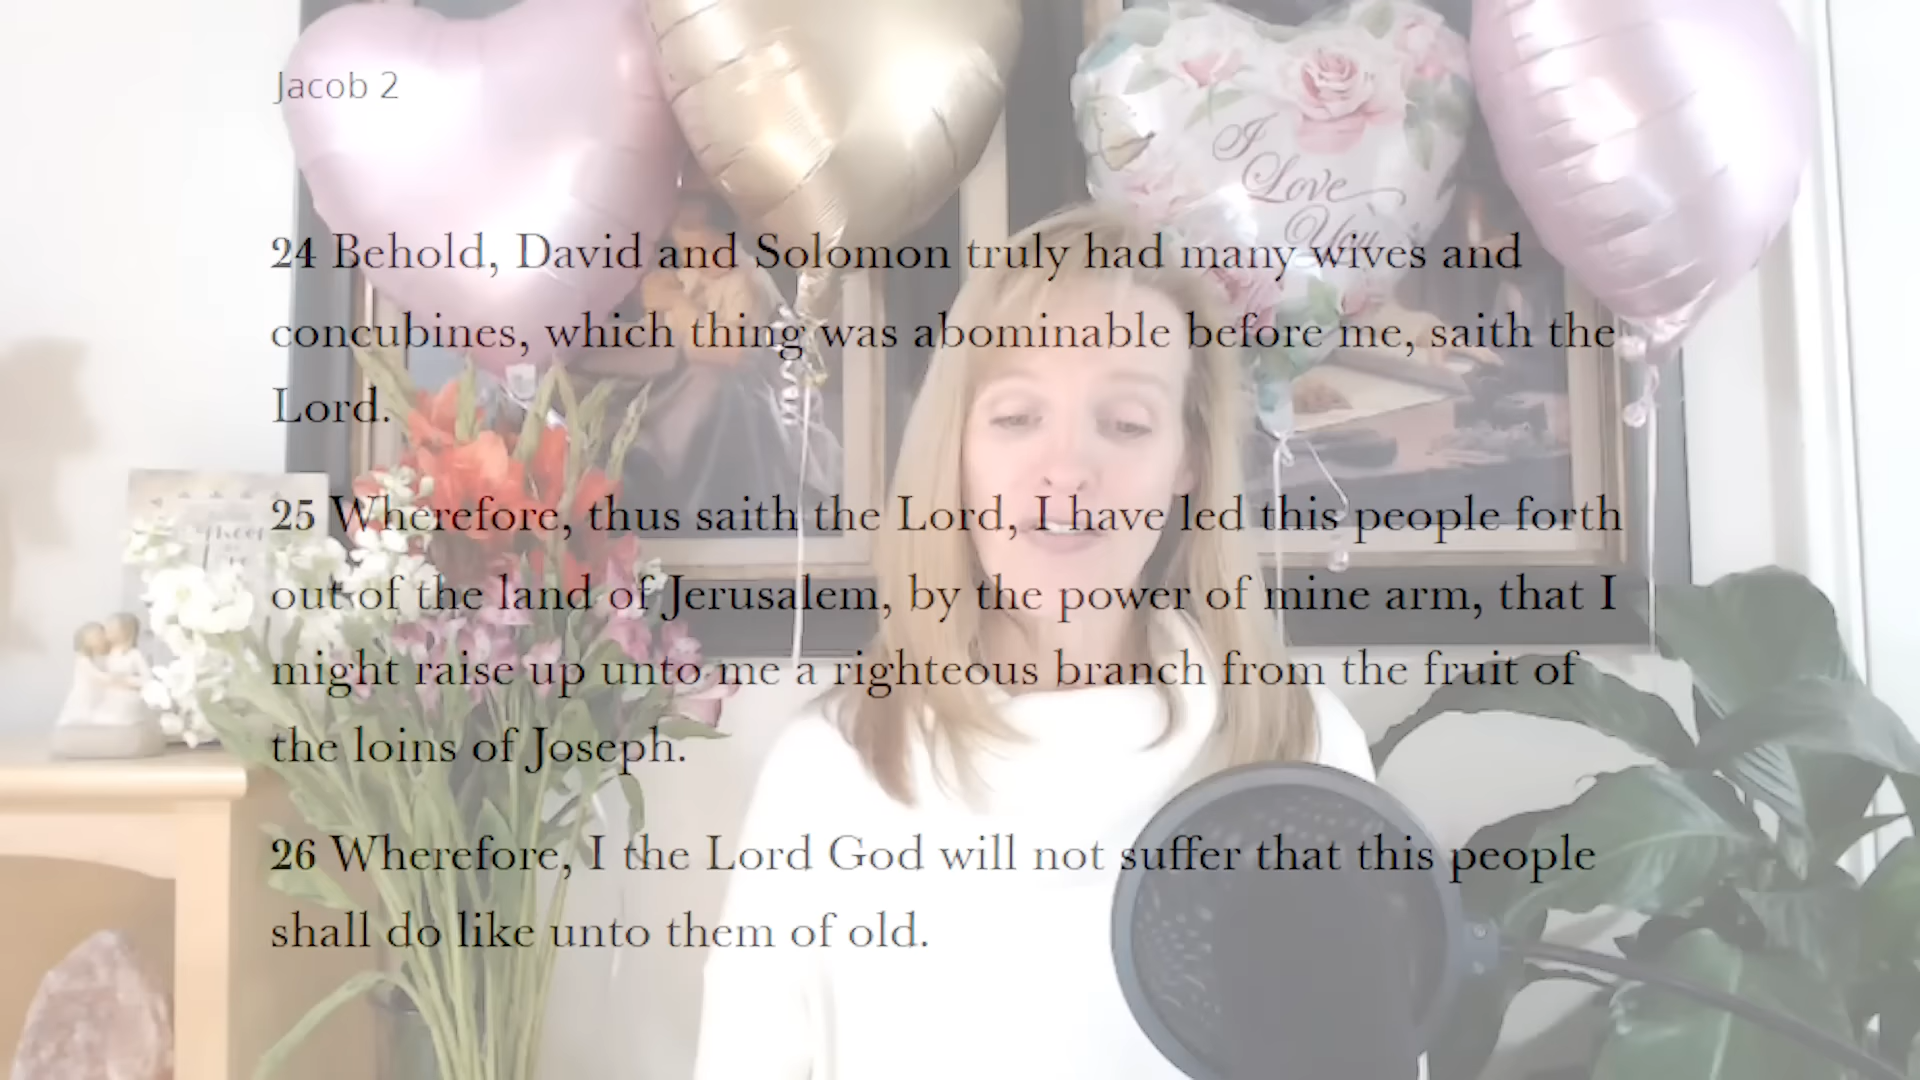 Jacob 2
I
Love
You
24 Behold, David and Solomon truly had many wives and
concubines, which thing was abominable before me, saith the
Lord.
25 Wherefore, thus saith the Lord, I have led this people forth
out of the land of Jerusalem, by the power of mine arm, that I
might raise up unto me a righteous branch from the fruit of
the loins of Joseph.
26 Wherefore, I the Lord God will not suffer that this people
shall do like unto them of old.